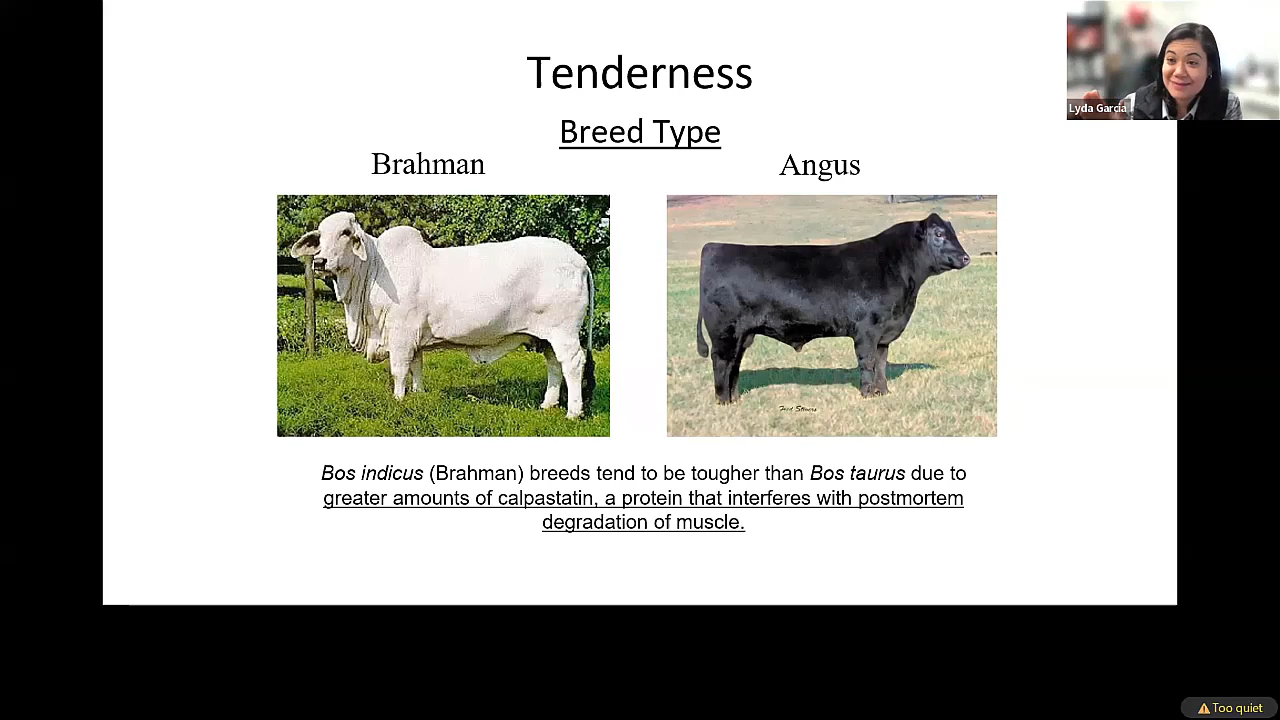 Tenderness
Breed Type
Brahman
Angus
Lyda García
Bos indicus (Brahman) breeds tend to be tougher than Bos taurus due to
greater amounts of calpastatin, a protein that interferes with postmortem
degradation of muscle.
Too quiet